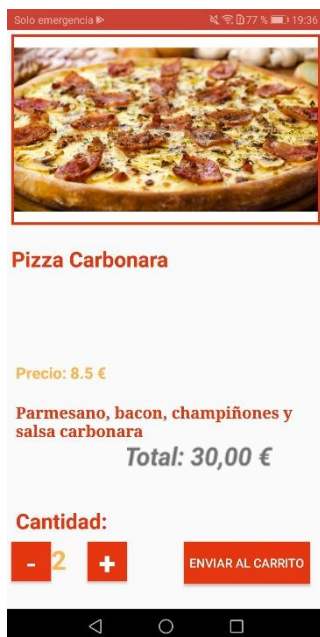 Solo emergencia 77 % 19:36
Pizza Carbonara
Precio: 8.5 €
Parmesano, bacon, champiñones y
salsa carbonara
Total: 30,00 €
Cantidad:
- 2 + ENVIAR AL CARRITO